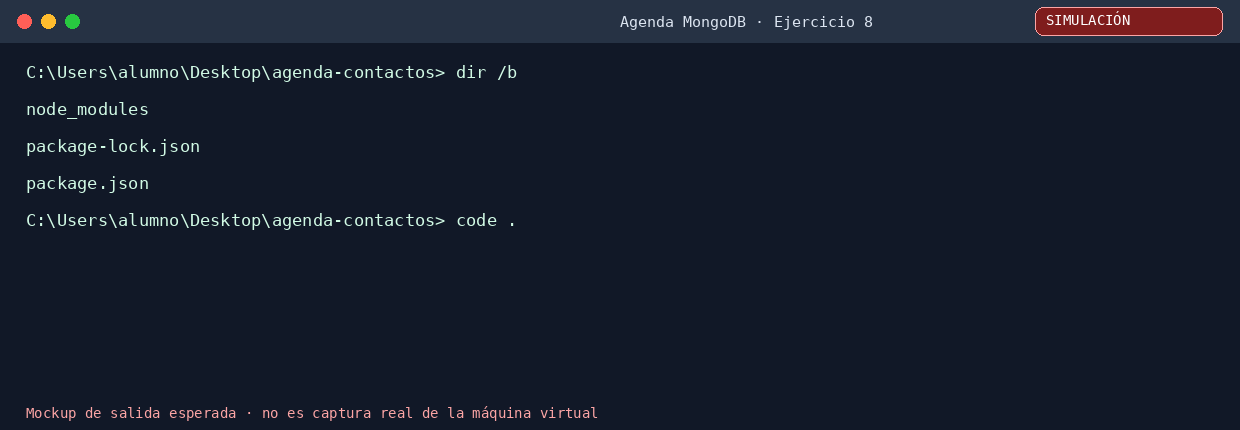 Agenda MongoDB · Ejercicio 8
SIMULACIÓN
C:\Users\alumno\Desktop\agenda-contactos> dir /b
node_modules
package-lock.json
package.json
C:\Users\alumno\Desktop\agenda-contactos> code .
Mockup de salida esperada · no es captura real de la máquina virtual